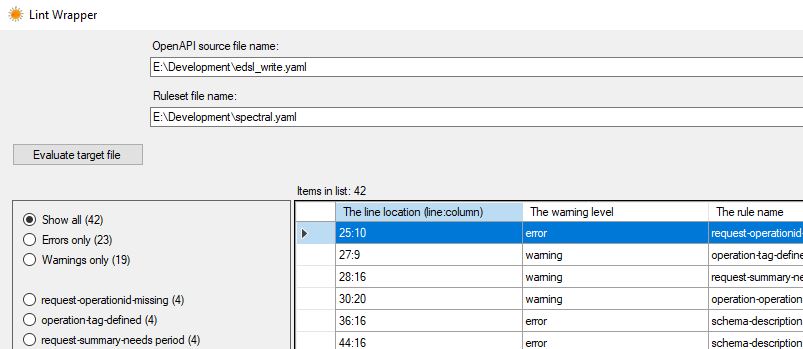 Lint Wrapper
OpenAPI source file name:
E:\Development\edsl_write.yaml
Ruleset file name:
E:\Development\spectral.yaml
Evaluate target file
Items in list: 42
Show all (42)
Errors only (23)
Warnings only (19)
request-operationid-missing (4)
operation-tag-defined (4)
request-summary-needs period (4)
The line location (line:column) The warning level The rule name
25:10 error request-operationid-
27:9 warning operation-tag-define
28:16 warning request-summary-nee
30:20 warning operation-operation
36:16 error schema-description
44:16 error schema-description